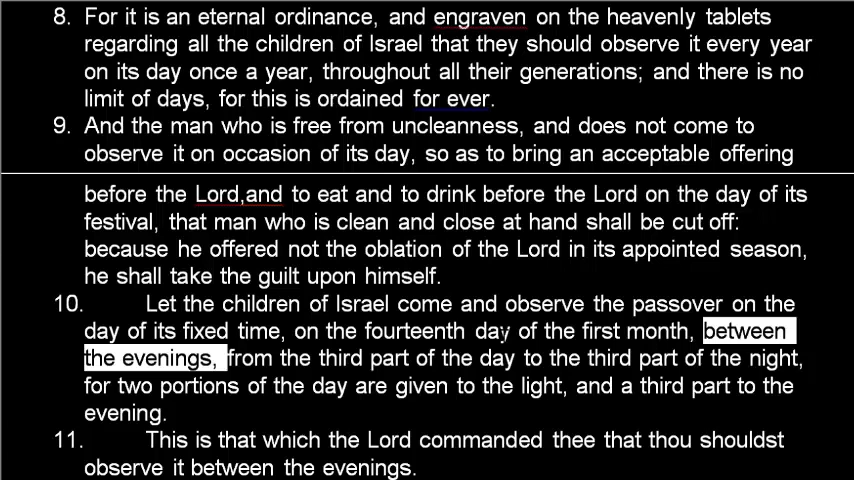 8. For it is an eternal ordinance, and engraven on the heavenly tablets
regarding all the children of Israel that they should observe it every year
on its day once a year, throughout all their generations; and there is no
limit of days, for this is ordained for ever.
9. And the man who is free from uncleanness, and does not come to
observe it on occasion of its day, so as to bring an acceptable offering
before the Lord,and to eat and to drink before the Lord on the day of its
festival, that man who is clean and close at hand shall be cut off:
because he offered not the oblation of the Lord in its appointed season,
he shall take the guilt upon himself.
10. Let the children of Israel come and observe the passover on the
day of its fixed time, on the fourteenth day of the first month, between
the evenings, from the third part of the day to the third part of the night,
for two portions of the day are given to the light, and a third part to the
evening.
11. This is that which the Lord commanded thee that thou shouldst
observe it between the evenings.